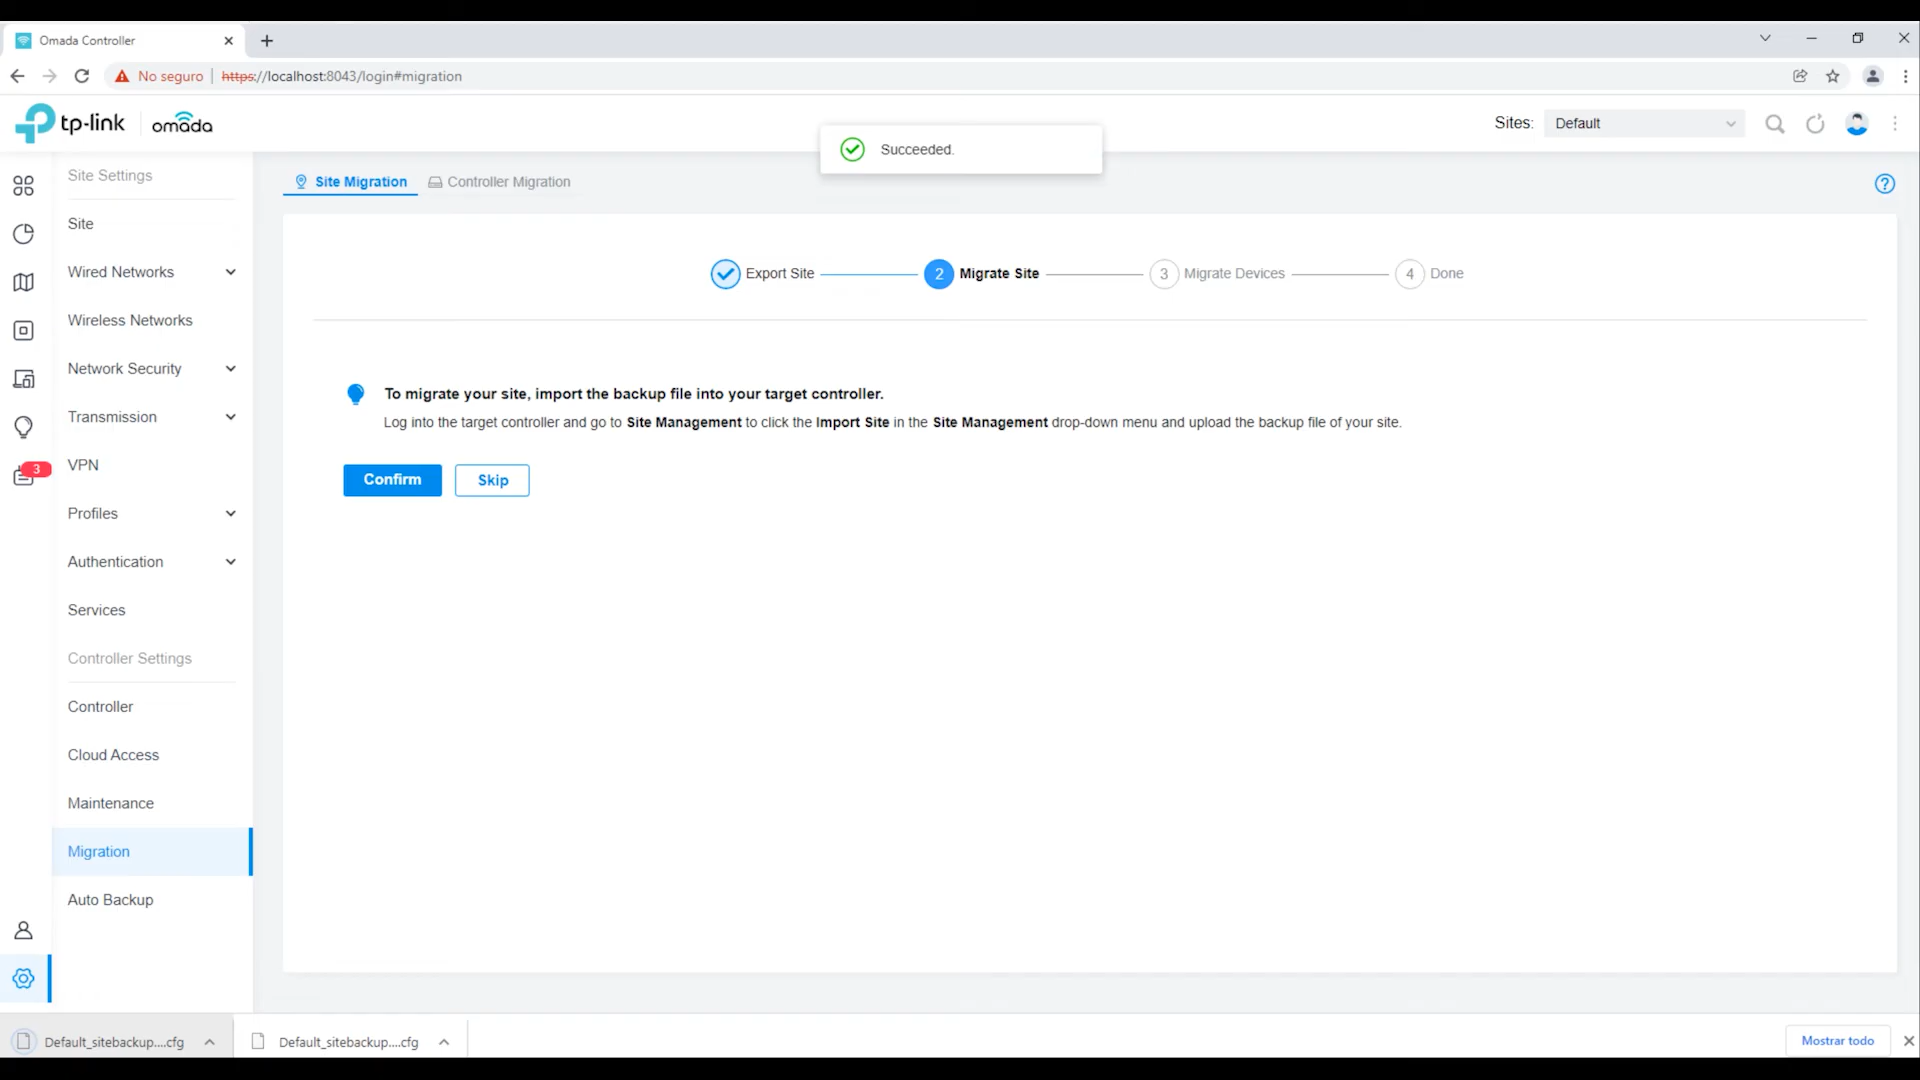 Omada Controller
No seguro
https://localhost:8043/login#migration
tp-link
omada
Sites:
Default
Succeeded.
Site Settings
Site
Wired Networks
Wireless Networks
Network Security
Transmission
VPN
3
Profiles
Authentication
Services
Controller Settings
Controller
Cloud Access
Maintenance
Migration
Auto Backup
Site Migration
Controller Migration
Export Site
2 Migrate Site
3 Migrate Devices
4 Done
To migrate your site, import the backup file into your target controller.
Log into the target controller and go to Site Management to click the Import Site in the Site Management drop-down menu and upload the backup file of your site.
Confirm
Skip
Default_sitebackup....cfg
Default_sitebackup....cfg
Mostrar todo